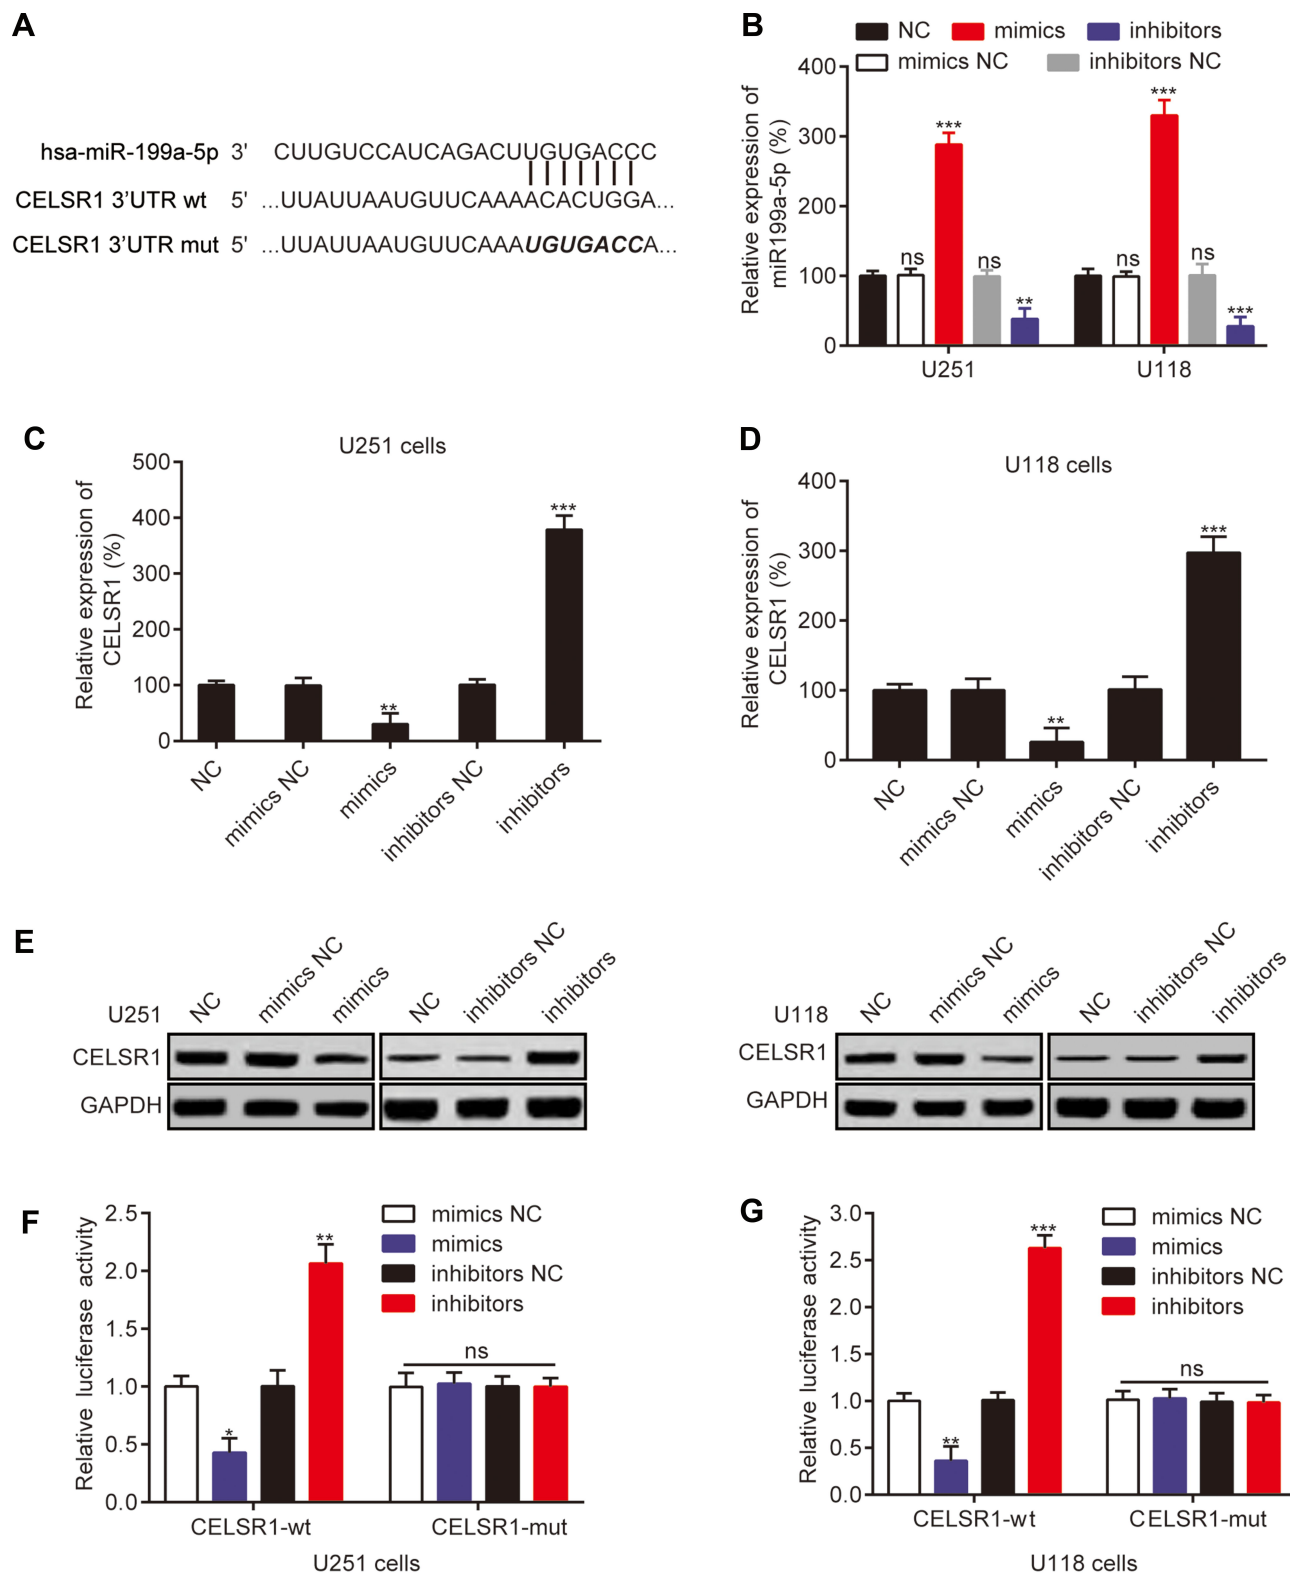 A
hsa-miR-199a-5p 3' CUUGUCCAUCAGACUUGUGACCC
CELSR1 3’UTR wt 5' ...UUAUUAAUGUUCAAAACACUGGA...
CELSR1 3’UTR mut 5' ...UUAUUAAUGUUCAAAUGUGACCA...
B
NC mimics inhibitors
mimics NC inhibitors NC
Relative expression of
miR199a-5p (%)
400
300
200
100
0
ns *** ns **
ns *** ns ***
U251 U118
C
U251 cells
Relative expression of
CELSR1 (%)
500
400
300
200
100
0
** ***
NC mimics NC mimics inhibitors NC inhibitors
D
U118 cells
Relative expression of
CELSR1 (%)
400
300
200
100
0
** ***
NC mimics NC mimics inhibitors NC inhibitors
E
U251 NC mimics NC mimics NC inhibitors NC inhibitors
CELSR1
GAPDH
U118 NC mimics NC mimics NC inhibitors NC inhibitors
CELSR1
GAPDH
F
Relative luciferase activity
2.5
2.0
1.5
1.0
0.5
0.0
mimics NC
mimics
inhibitors NC
inhibitors
* **
ns
CELSR1-wt CELSR1-mut
U251 cells
G
Relative luciferase activity
3.0
2.5
2.0
1.5
1.0
0.5
0.0
mimics NC
mimics
inhibitors NC
inhibitors
** ***
ns
CELSR1-wt CELSR1-mut
U118 cells